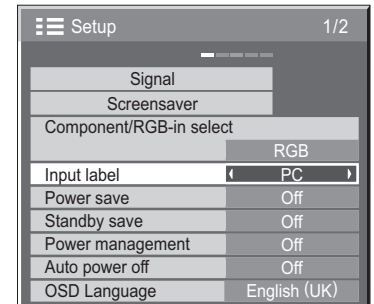 Setup 1/2
Signal
Screensaver
Component/RGB-in select
RGB
Input label PC
Power save Off
Standby save Off
Power management Off
Auto power off Off
OSD Language English (UK)